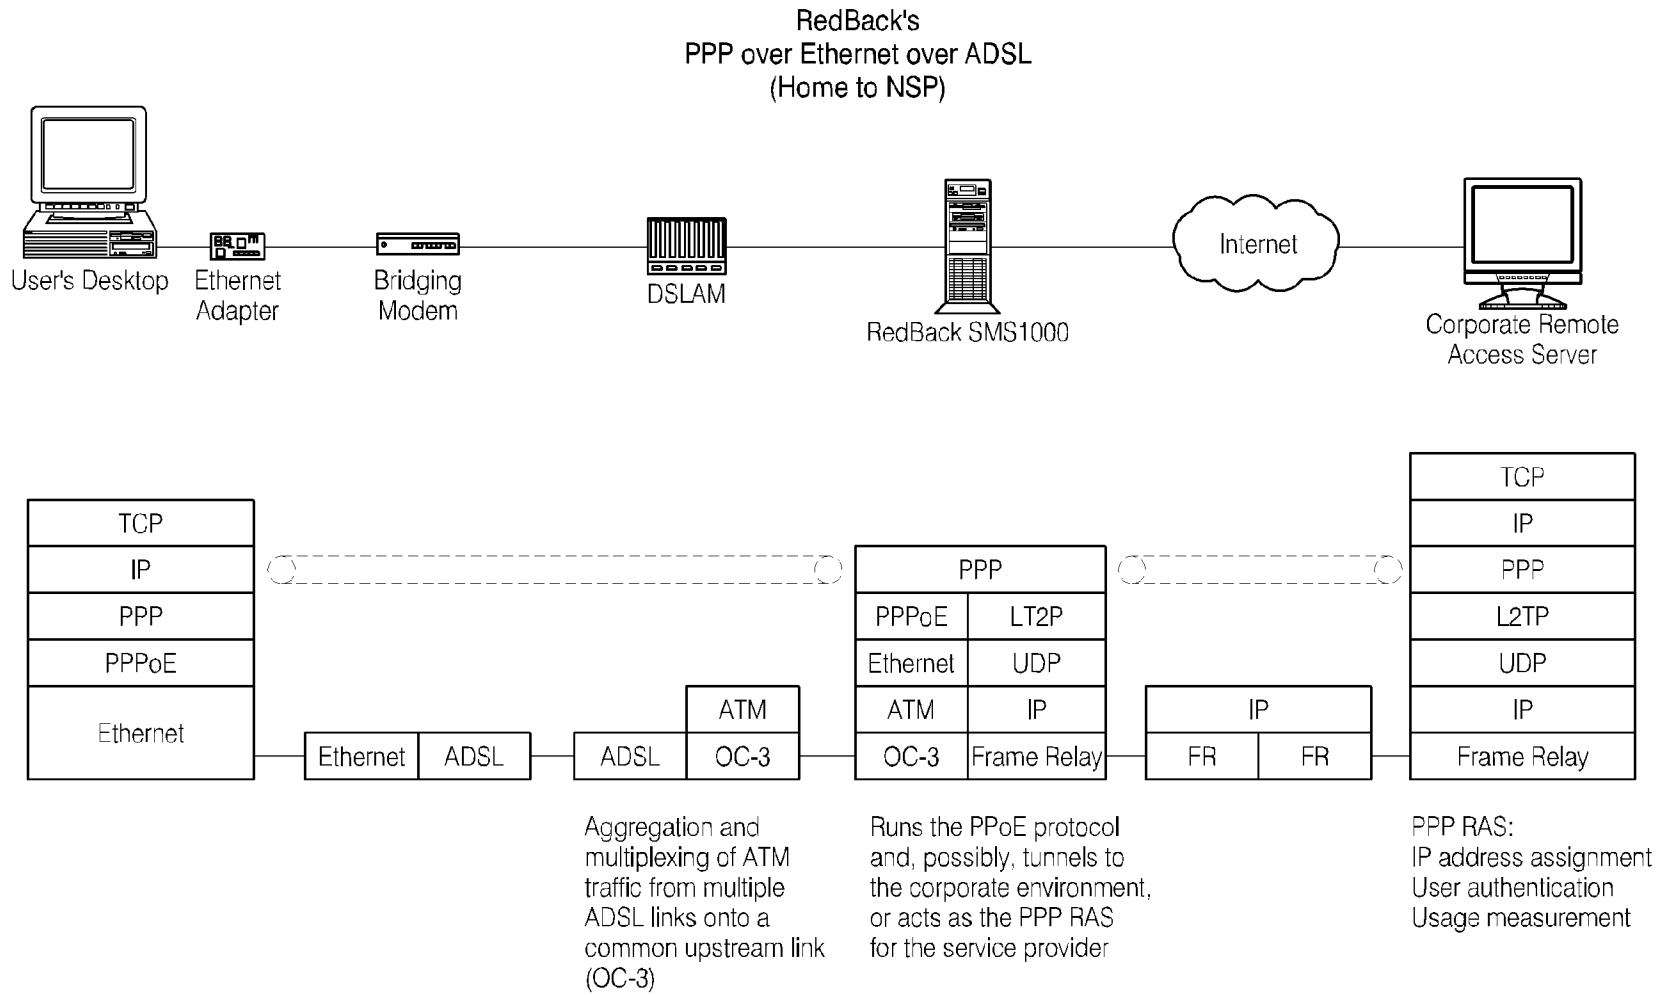 RedBack's
PPP over Ethernet over ADSL
(Home to NSP)
User's Desktop
Ethernet
Adapter
Bridging
Modem
DSLAM
RedBack SMS1000
Internet
Corporate Remote
Access Server
TCP
IP
PPP
PPPoE
Ethernet
Ethernet
ADSL
ADSL
ATM
OC-3
PPP
PPPoE
LT2P
Ethernet
UDP
ATM
IP
OC-3
Frame Relay
IP
FR
FR
TCP
IP
PPP
L2TP
UDP
IP
Frame Relay
Aggregation and
multiplexing of ATM
traffic from multiple
ADSL links onto a
common upstream link
(OC-3)
Runs the PPoE protocol
and, possibly, tunnels to
the corporate environment,
or acts as the PPP RAS
for the service provider
PPP RAS:
IP address assignment
User authentication
Usage measurement